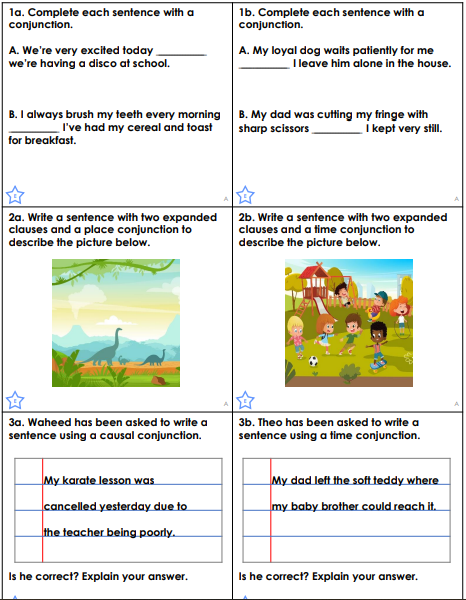 1a. Complete each sentence with a
conjunction.
A. We’re very excited today ________
we’re having a disco at school.
B. I always brush my teeth every morning
________ I’ve had my cereal and toast
for breakfast.
E
A
1b. Complete each sentence with a
conjunction.
A. My loyal dog waits patiently for me
________ I leave him alone in the house.
B. My dad was cutting my fringe with
sharp scissors ________ I kept very still.
E
A
2a. Write a sentence with two expanded
clauses and a place conjunction to
describe the picture below.
E
A
2b. Write a sentence with two expanded
clauses and a time conjunction to
describe the picture below.
E
A
3a. Waheed has been asked to write a
sentence using a causal conjunction.
My karate lesson was
cancelled yesterday due to
the teacher being poorly.
Is he correct? Explain your answer.
3b. Theo has been asked to write a
sentence using a time conjunction.
My dad left the soft teddy where
my baby brother could reach it.
Is he correct? Explain your answer.